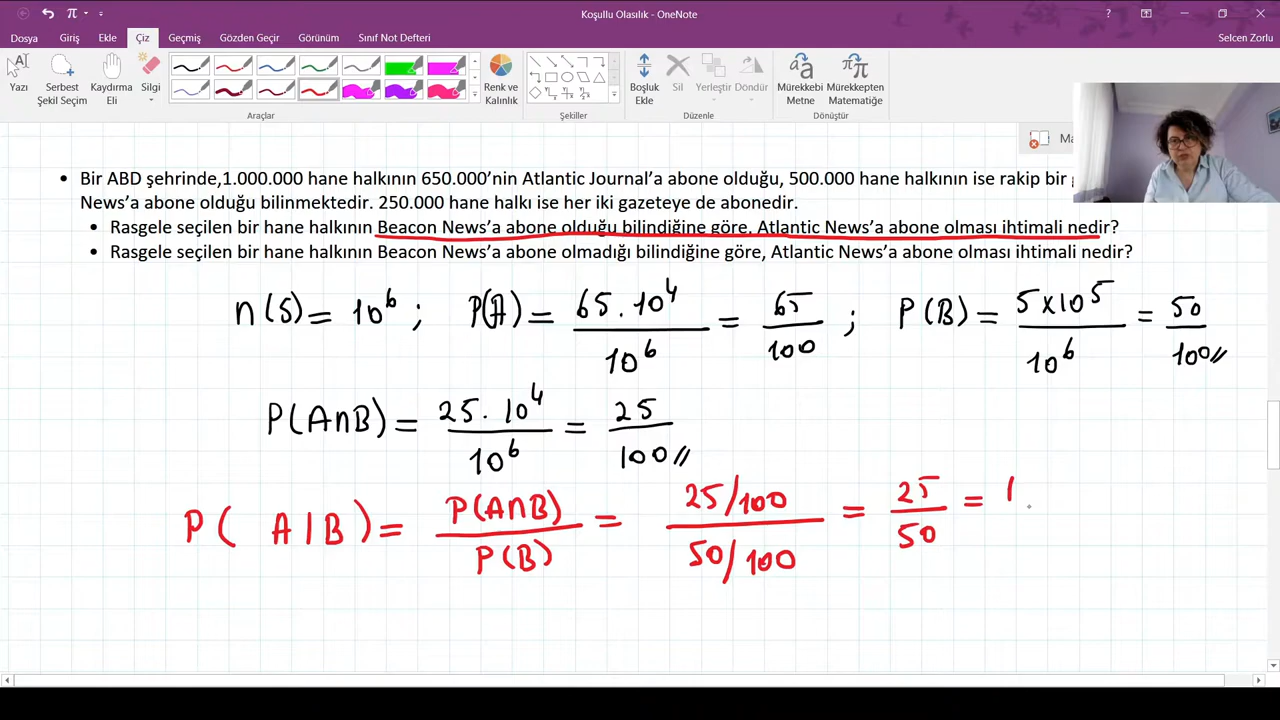 Koşullu Olasılık - OneNote
Dosya Giriş Ekle Çiz Geçmiş Gözden Geçir Görünüm Sınıf Not Defteri Selcen Zorlu
Yazı Serbest Şekil Seçim Kaydırma Eli Silgi Renk ve Kalınlık Boşluk Ekle Sil Yerleştir Döndür Mürekkebi Metne Mürekkepten Matematiğe
Araçlar Şekiller Düzenle Dönüştür
Ma
• Bir ABD şehrinde,1.000.000 hane halkının 650.000’nin Atlantic Journal’a abone olduğu, 500.000 hane halkının ise rakip bir
News’a abone olduğu bilinmektedir. 250.000 hane halkı ise her iki gazeteye de abonedir.
• Rasgele seçilen bir hane halkının Beacon News’a abone olduğu bilindiğine göre, Atlantic News’a abone olması ihtimali nedir?
• Rasgele seçilen bir hane halkının Beacon News’a abone olmadığı bilindiğine göre, Atlantic News’a abone olması ihtimali nedir?
n(S) = 10^6 ; P(A) = 65.10^4 / 10^6 = 65/100 ; P(B) = 5x10^5 / 10^6 = 50/100 //
P(A∩B) = 25.10^4 / 10^6 = 25/100 //
P( A|B) = P(A∩B) / P(B) = 25/100 / 50/100 = 25/50 = 1